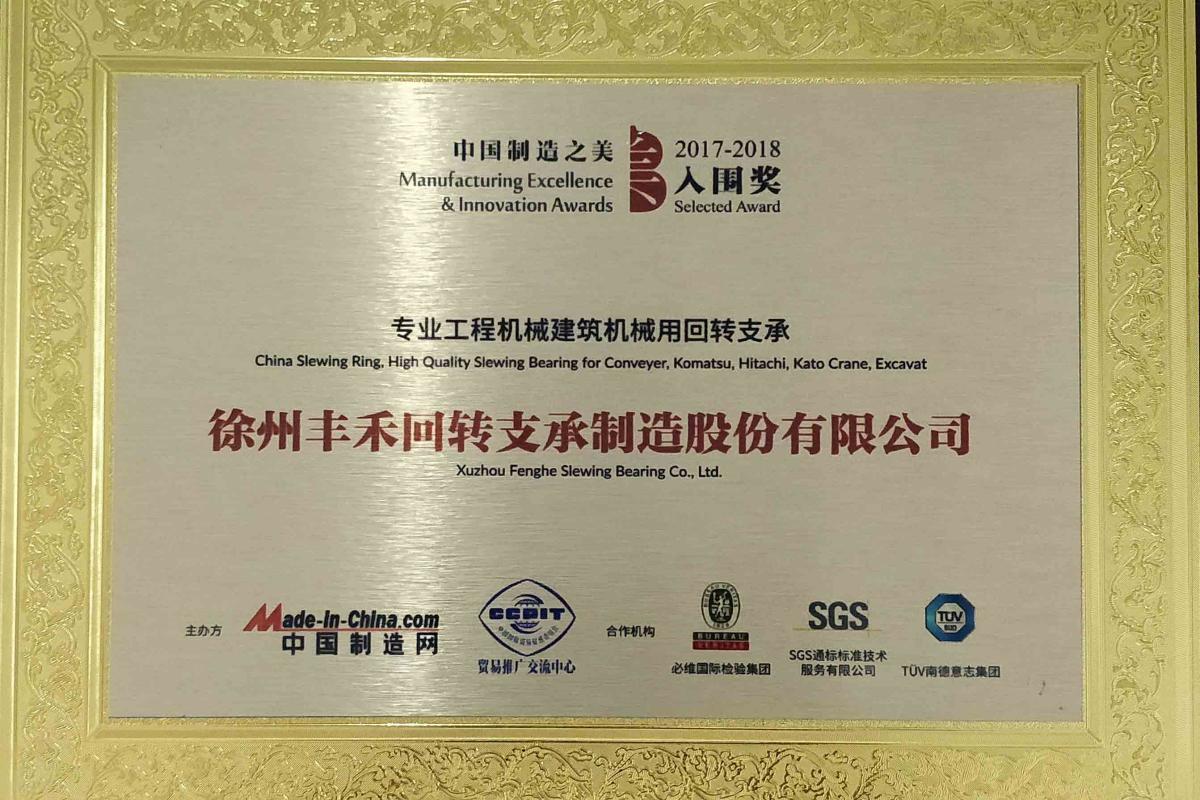 中国制造之美
Manufacturing Excellence
& Innovation Awards
2017-2018
入围奖
Selected Award
专业工程机械建筑机械用回转支承
China Slewing Ring, High Quality Slewing Bearing for Conveyer, Komatsu, Hitachi, Kato Crane, Excavat
徐州丰禾回转支承制造股份有限公司
Xuzhou Fenghe Slewing Bearing Co., Ltd.
主办方
Made-in-China.com
中国制造网
CCPIT
贸易推广交流中心
合作机构
BUREAU
VERITAS
必维国际检验集团
SGS
SGS通标标准技术
服务有限公司
TÜV
TÜV南德意志集团